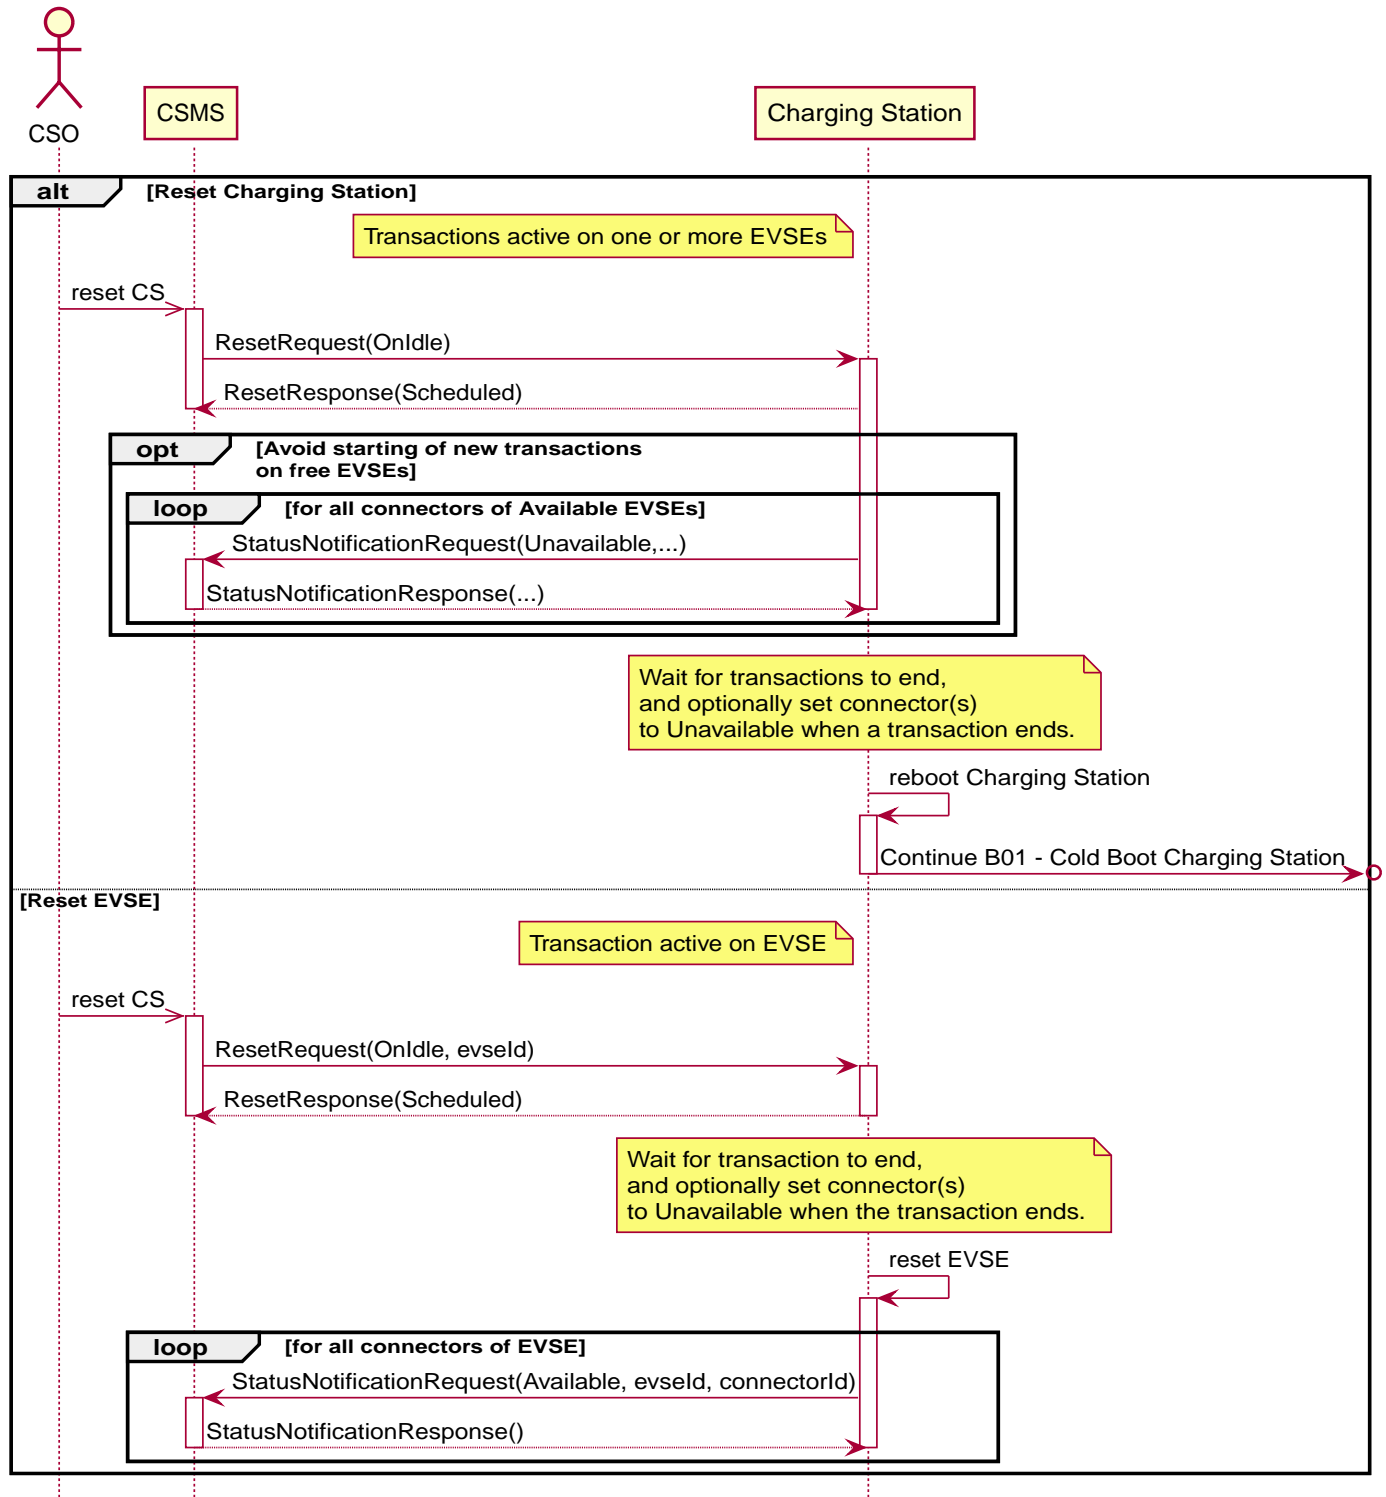 CSO
CSMS
Charging Station
alt
[Reset Charging Station]
Transactions active on one or more EVSEs
reset CS
ResetRequest(OnIdle)
ResetResponse(Scheduled)
opt
[Avoid starting of new transactions
on free EVSEs]
loop
[for all connectors of Available EVSEs]
StatusNotificationRequest(Unavailable,...)
StatusNotificationResponse(...)
Wait for transactions to end,
and optionally set connector(s)
to Unavailable when a transaction ends.
reboot Charging Station
Continue B01 - Cold Boot Charging Station
[Reset EVSE]
Transaction active on EVSE
reset CS
ResetRequest(OnIdle, evseId)
ResetResponse(Scheduled)
Wait for transaction to end,
and optionally set connector(s)
to Unavailable when the transaction ends.
reset EVSE
loop
[for all connectors of EVSE]
StatusNotificationRequest(Available, evseId, connectorId)
StatusNotificationResponse()